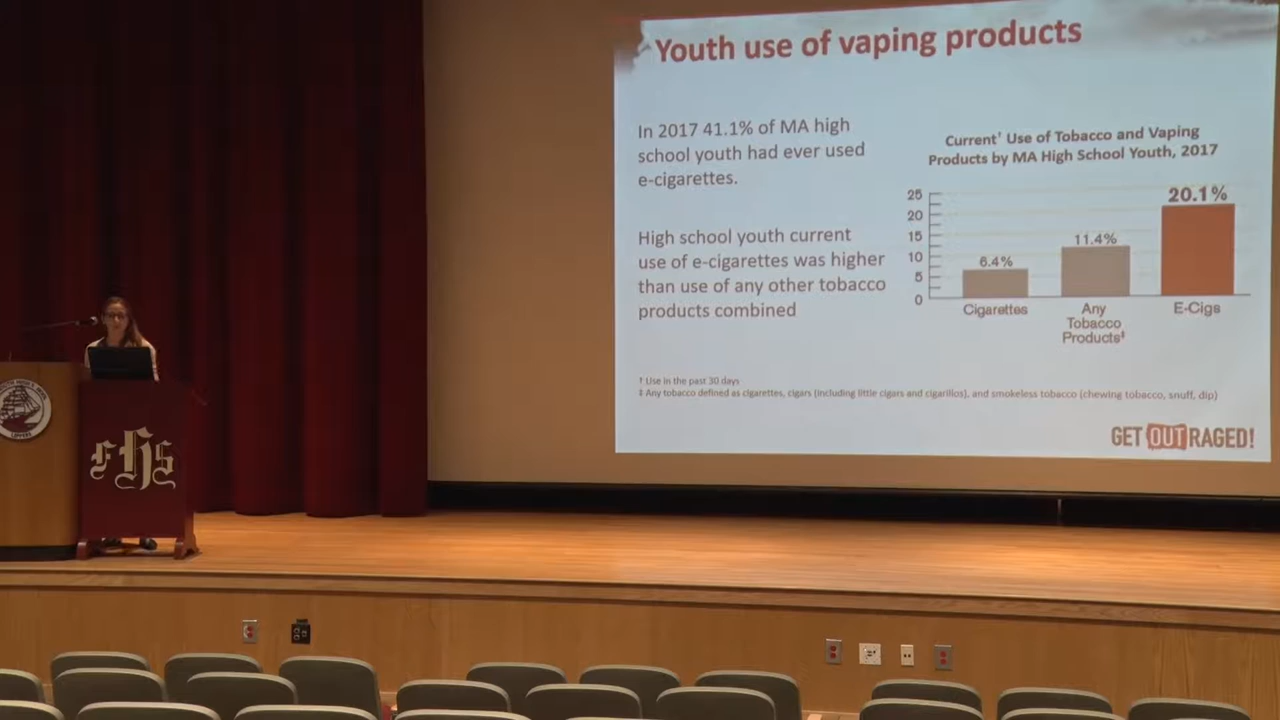 Youth use of vaping products
In 2017 41.1% of MA high
school youth had ever used
e-cigarettes.
High school youth current
use of e-cigarettes was higher
than use of any other tobacco
products combined
Current† Use of Tobacco and Vaping
Products by MA High School Youth, 2017
25
20
15
10
5
0
6.4%
11.4%
20.1%
Cigarettes
Any
Tobacco
Products‡
E-Cigs
† Use in the past 30 days
‡ Any tobacco defined as cigarettes, cigars (including little cigars and cigarillos), and smokeless tobacco (chewing tobacco, snuff, dip)
GET OUTRAGED!
FHS